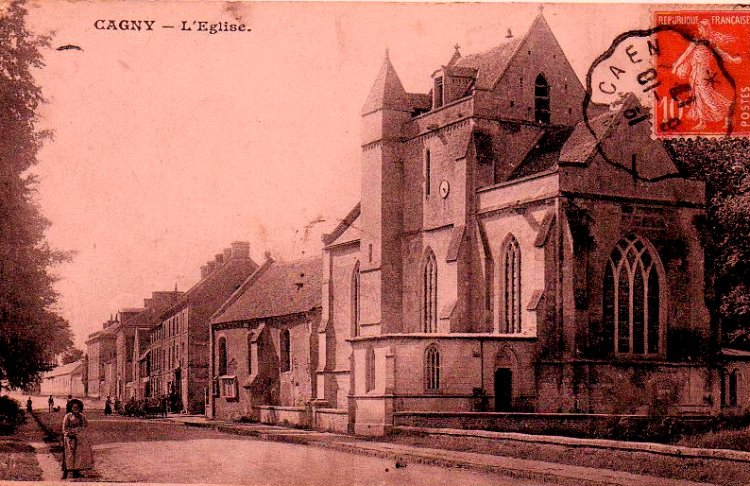 CAGNY – L'Eglise.
REPUBLIQUE FRANÇAISE
POSTES
10
CAEN